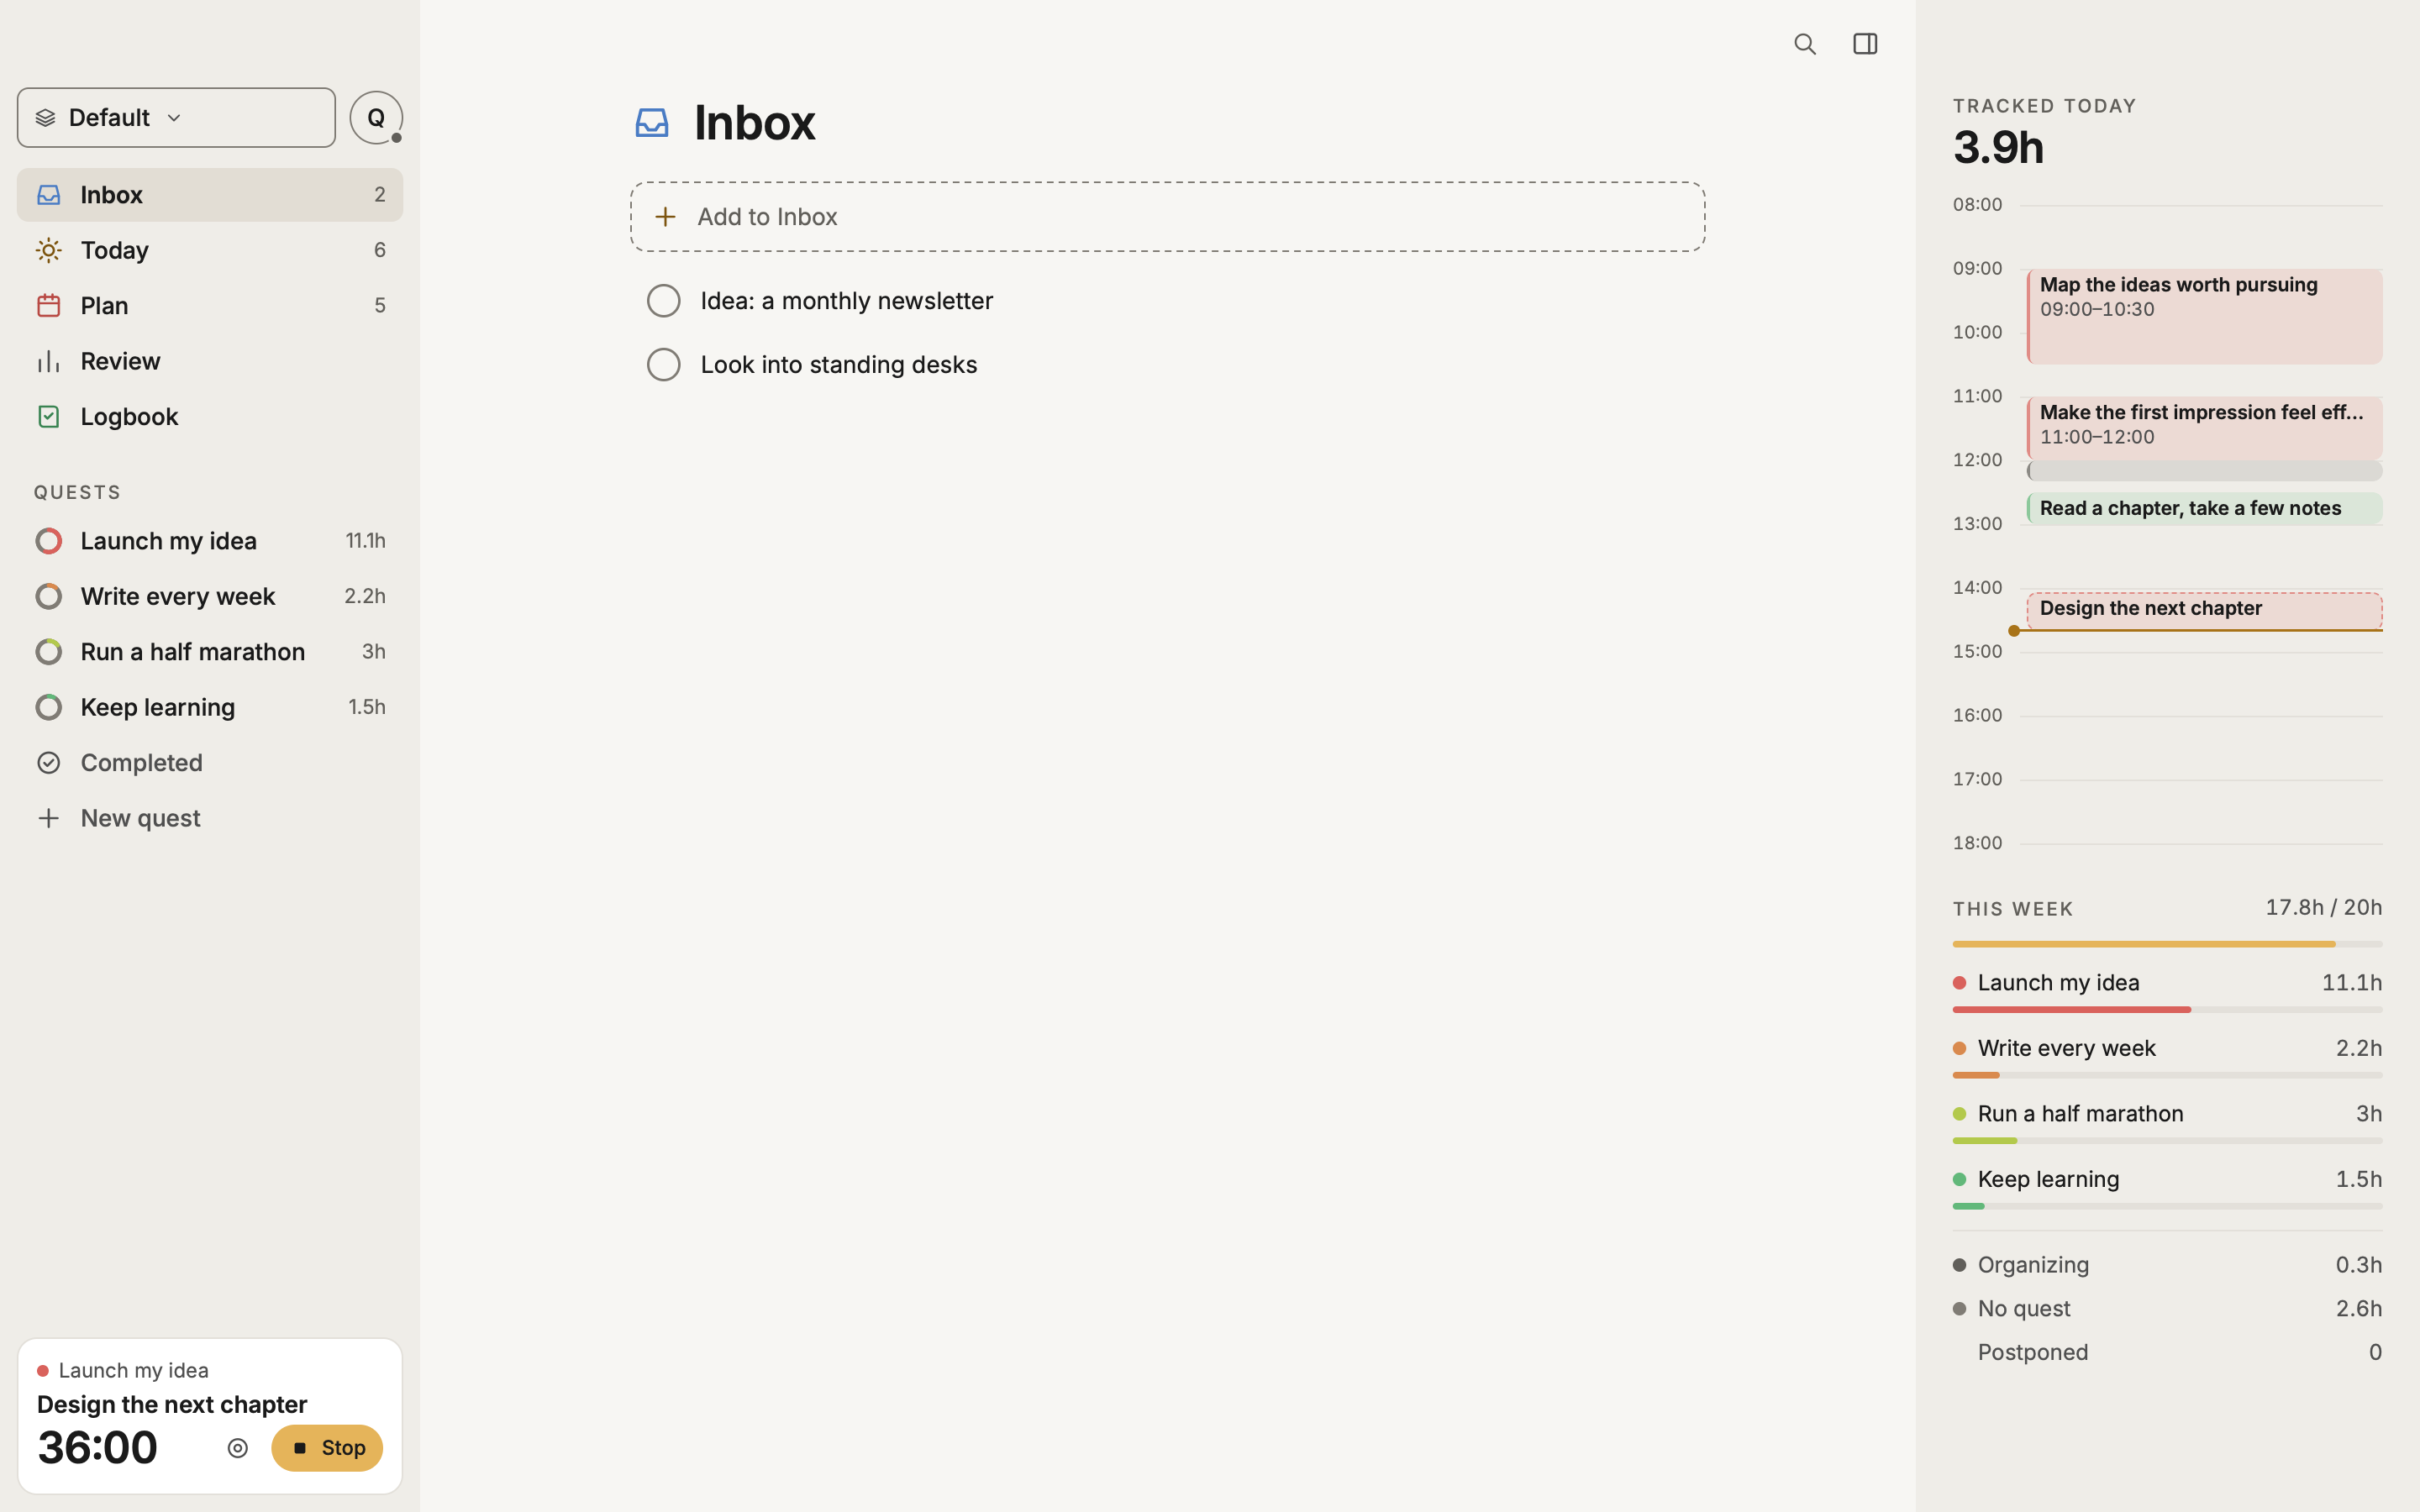 Default
Q
Inbox 2
Today 6
Plan 5
Review
Logbook
QUESTS
Launch my idea 11.1h
Write every week 2.2h
Run a half marathon 3h
Keep learning 1.5h
Completed
New quest
Launch my idea
Design the next chapter
36:00 Stop
Inbox
Add to Inbox
Idea: a monthly newsletter
Look into standing desks
TRACKED TODAY
3.9h
08:00
09:00
Map the ideas worth pursuing
09:00–10:30
10:00
11:00
Make the first impression feel eff...
11:00–12:00
12:00
Read a chapter, take a few notes
13:00
14:00
Design the next chapter
15:00
16:00
17:00
18:00
THIS WEEK 17.8h / 20h
Launch my idea 11.1h
Write every week 2.2h
Run a half marathon 3h
Keep learning 1.5h
Organizing 0.3h
No quest 2.6h
Postponed 0